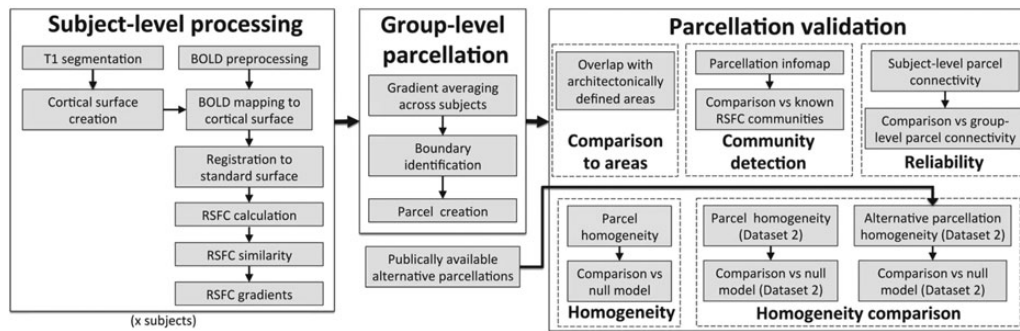 Subject-level processing
T1 segmentation
Cortical surface
creation
BOLD preprocessing
BOLD mapping to
cortical surface
Registration to
standard surface
RSFC calculation
RSFC similarity
RSFC gradients
(x subjects)
Group-level
parcellation
Gradient averaging
across subjects
Boundary
identification
Parcel creation
Publically available
alternative parcellations
Parcellation validation
Overlap with
architectonically
defined areas
Comparison
to areas
Parcellation infomap
Comparison vs known
RSFC communities
Community
detection
Subject-level parcel
connectivity
Comparison vs group-
level parcel connectivity
Reliability
Parcel
homogeneity
Comparison vs
null model
Homogeneity
Parcel homogeneity
(Dataset 2)
Comparison vs null
model (Dataset 2)
Alternative parcellation
homogeneity (Dataset 2)
Comparison vs null
model (Dataset 2)
Homogeneity comparison